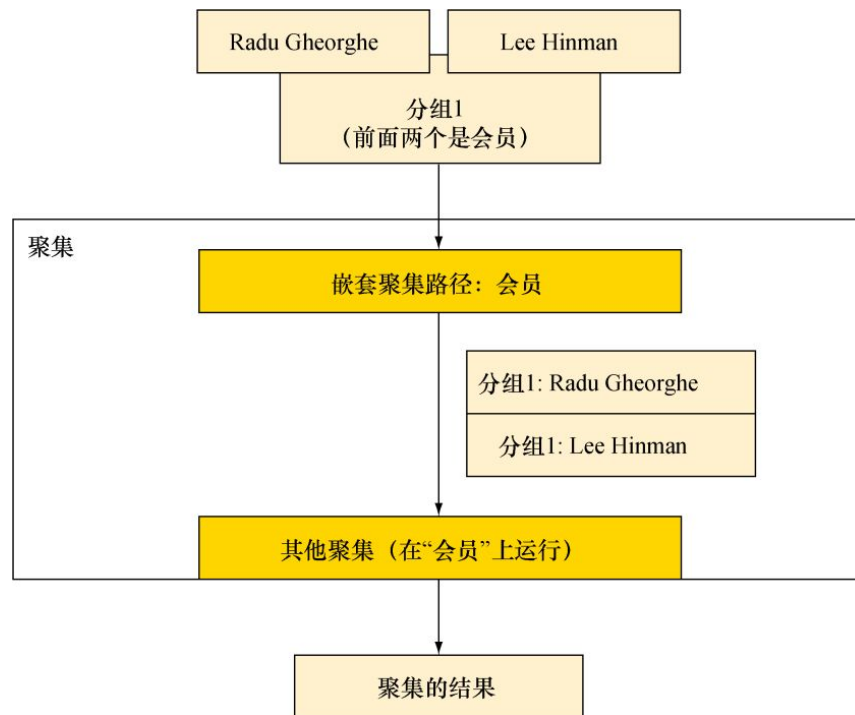 Radu Gheorghe
Lee Hinman
分组1
（前面两个是会员）
聚集
嵌套聚集路径：会员
分组1: Radu Gheorghe
分组1: Lee Hinman
其他聚集（在“会员”上运行）
聚集的结果